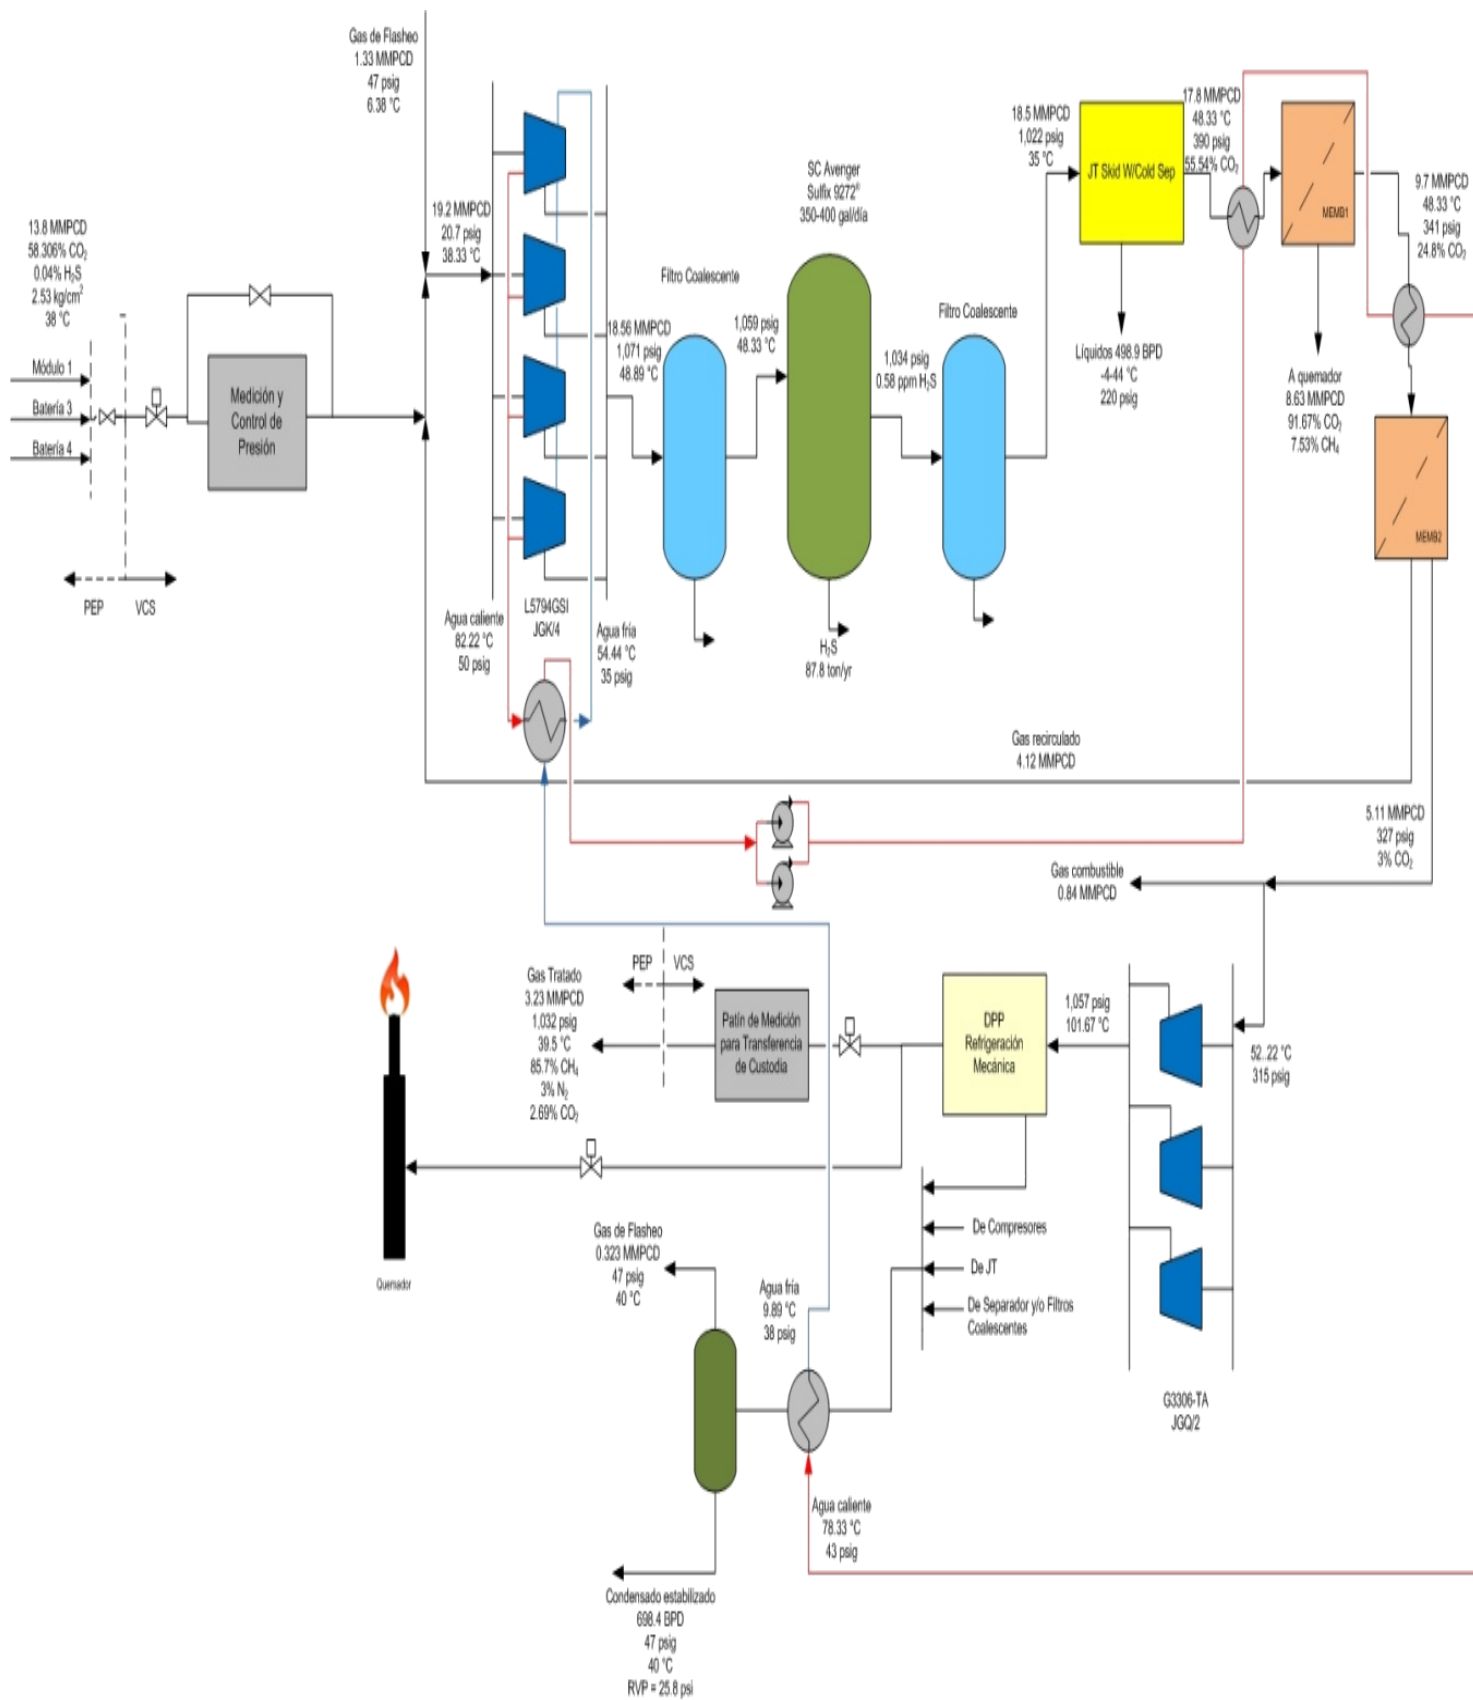 Gas de Flasheo
1.33 MMPCD
47 psig
6.38 °C
13.8 MMPCD
58.306% CO₂
0.04% H₂S
2.53 kg/cm²
38 °C
Módulo 1
Batería 3
Batería 4
PEP
VCS
Medición y
Control de
Presión
19.2 MMPCD
20.7 psig
38.33 °C
L5794GSI
JGK/4
Agua caliente
82.22 °C
50 psig
Agua fría
54.44 °C
35 psig
18.56 MMPCD
1,071 psig
48.89 °C
Filtro Coalescente
1,059 psig
48.33 °C
SC Avenger
Sulfix 9272®
350-400 gal/día
H₂S
87.8 ton/yr
1,034 psig
0.58 ppm H₂S
Filtro Coalescente
18.5 MMPCD
1,022 psig
35 °C
JT Skid W/Cold Sep
Líquidos 498.9 BPD
-4-44 °C
220 psig
17.8 MMPCD
48.33 °C
390 psig
55.54% CO₂
MEMB1
A quemador
8.63 MMPCD
91.67% CO₂
7.53% CH₄
9.7 MMPCD
48.33 °C
341 psig
24.8% CO₂
MEMB2
Gas recirculado
4.12 MMPCD
5.11 MMPCD
327 psig
3% CO₂
Gas combustible
0.84 MMPCD
52..22 °C
315 psig
G3306-TA
JGQ/2
1,057 psig
101.67 °C
DPP
Refrigeración
Mecánica
Patín de Medición
para Transferencia
de Custodia
PEP
VCS
Gas Tratado
3.23 MMPCD
1,032 psig
39.5 °C
85.7% CH₄
3% N₂
2.69% CO₂
Quemador
De Compresores
De JT
De Separador y/o Filtros
Coalescentes
Gas de Flasheo
0.323 MMPCD
47 psig
40 °C
Agua fría
9.89 °C
38 psig
Agua caliente
78.33 °C
43 psig
Condensado estabilizado
698.4 BPD
47 psig
40 °C
RVP = 25.8 psi